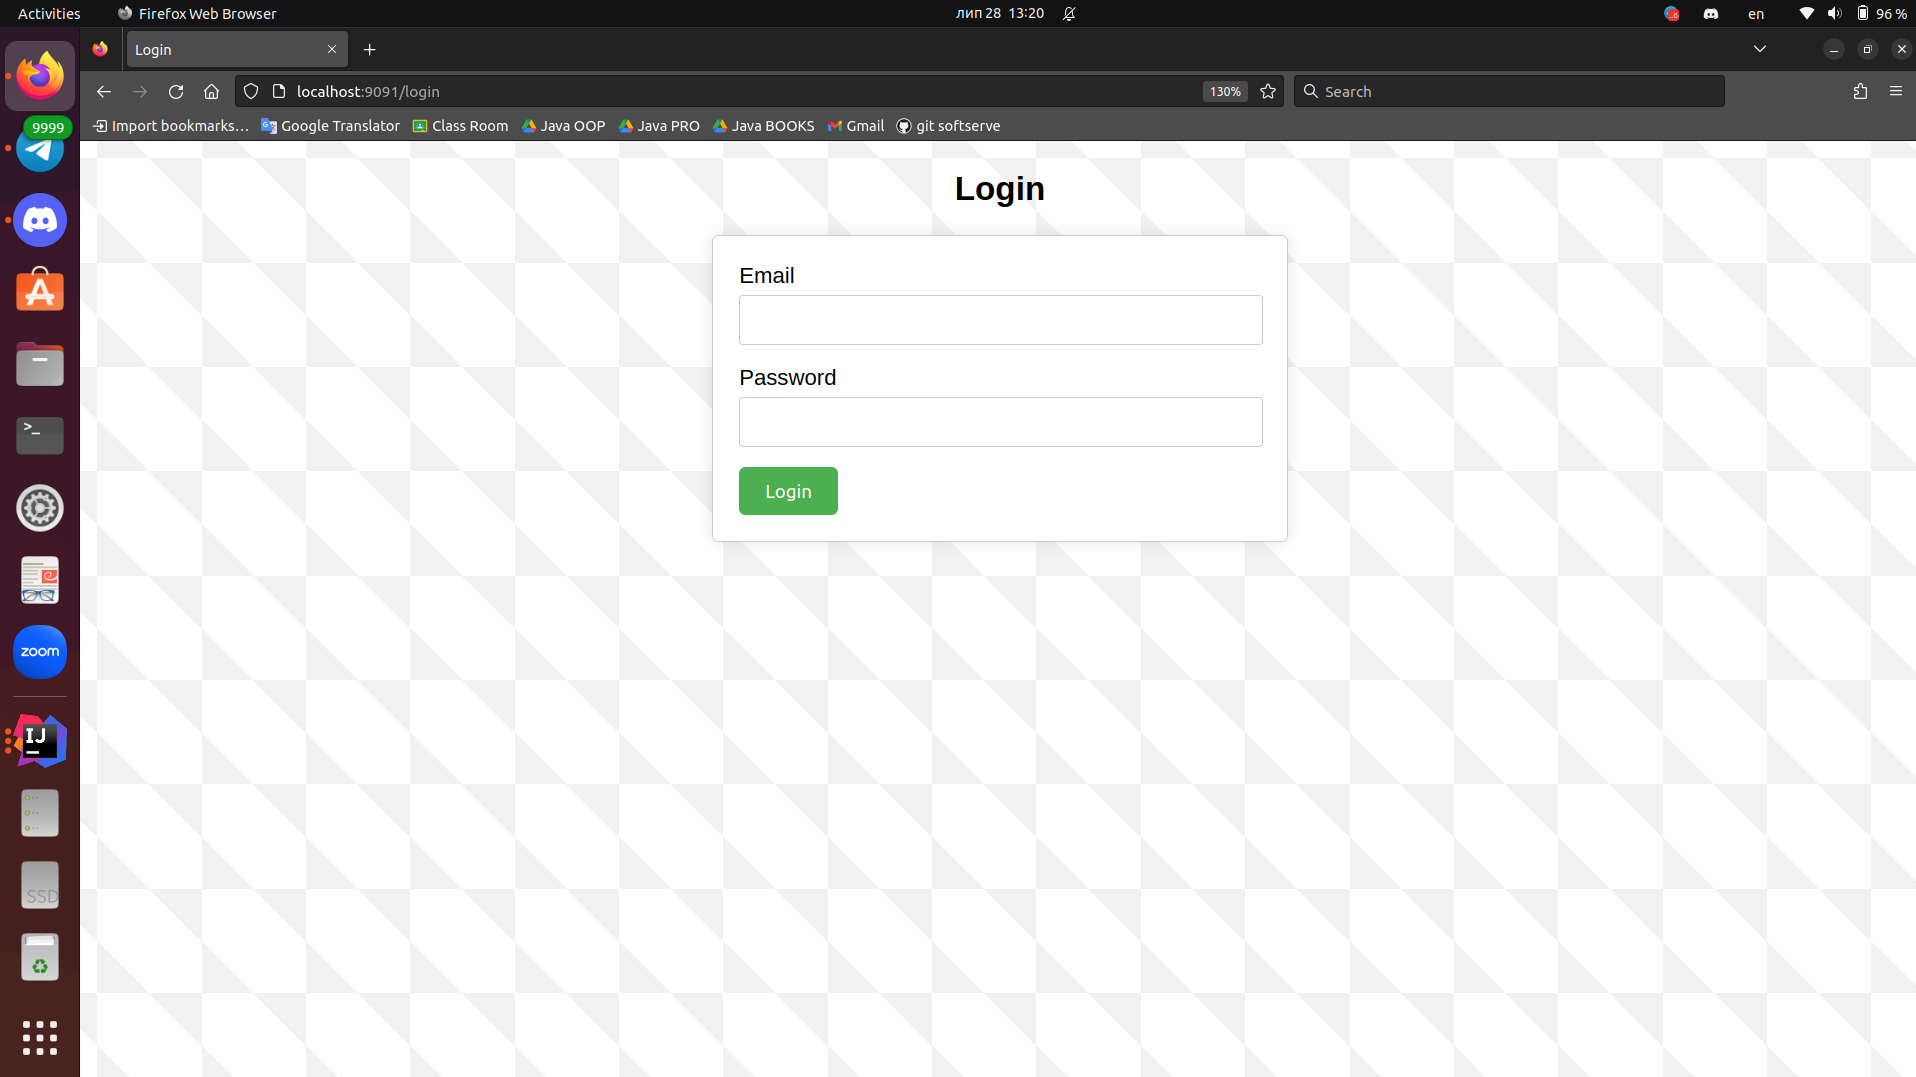 Activities
Firefox Web Browser
лип 28 13:20
en
96 %
Login
localhost:9091/login
130%
Search
Import bookmarks…
Google Translator
Class Room
Java OOP
Java PRO
Java BOOKS
Gmail
git softserve
9999
>_
zoom
IJ
SSD
Login
Email
Password
Login